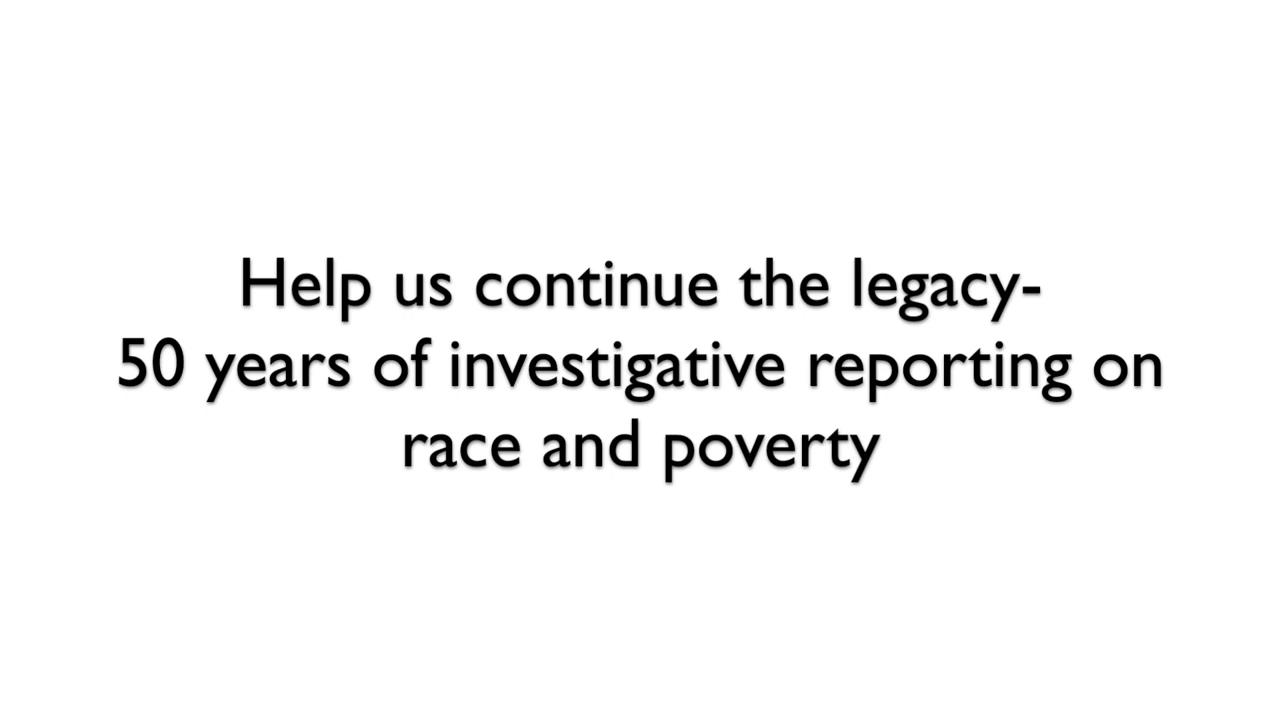 Help us continue the legacy-
50 years of investigative reporting on
race and poverty